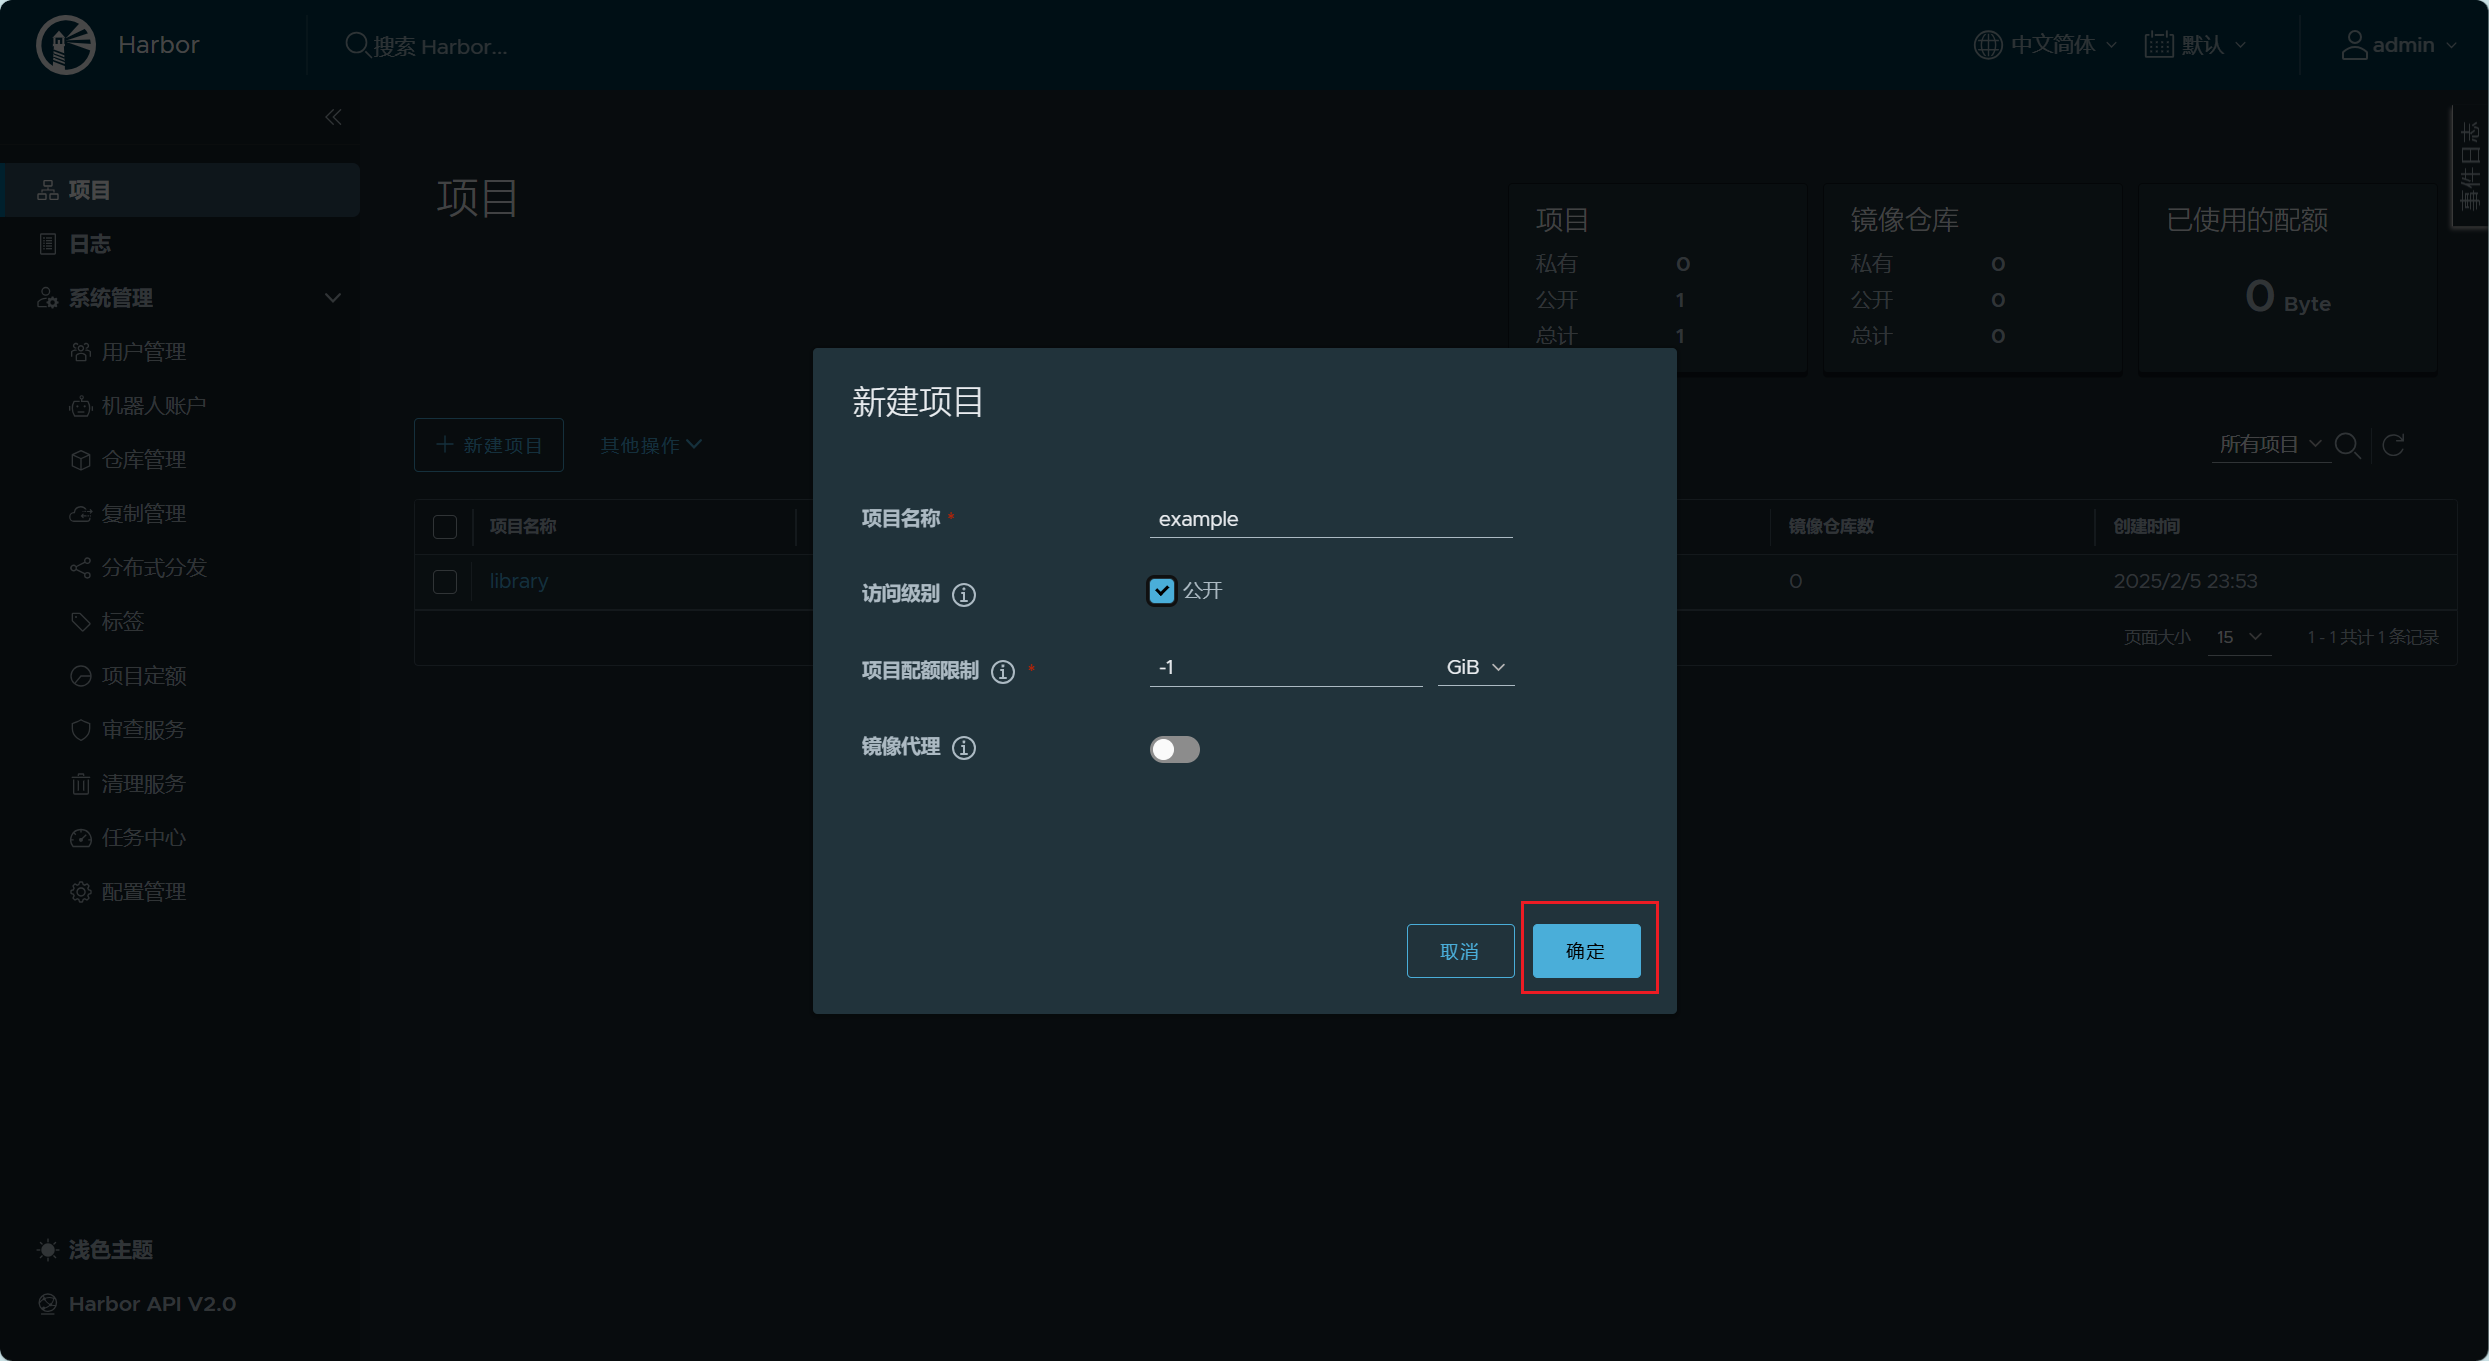 Harbor
搜索 Harbor...
中文简体
默认
admin
事件日志
项目
日志
系统管理
用户管理
机器人账户
仓库管理
复制管理
分布式分发
标签
项目定额
审查服务
清理服务
任务中心
配置管理
浅色主题
Harbor API V2.0
项目
项目
私有 0
公开 1
总计 1
镜像仓库
私有 0
公开 0
总计 0
已使用的配额
0 Byte
新建项目
其他操作
所有项目
项目名称
镜像仓库数
创建时间
library
0
2025/2/5 23:53
页面大小 15
1 - 1 共计 1 条记录
新建项目
项目名称 *
example
访问级别
公开
项目配额限制 *
-1
GiB
镜像代理
取消
确定